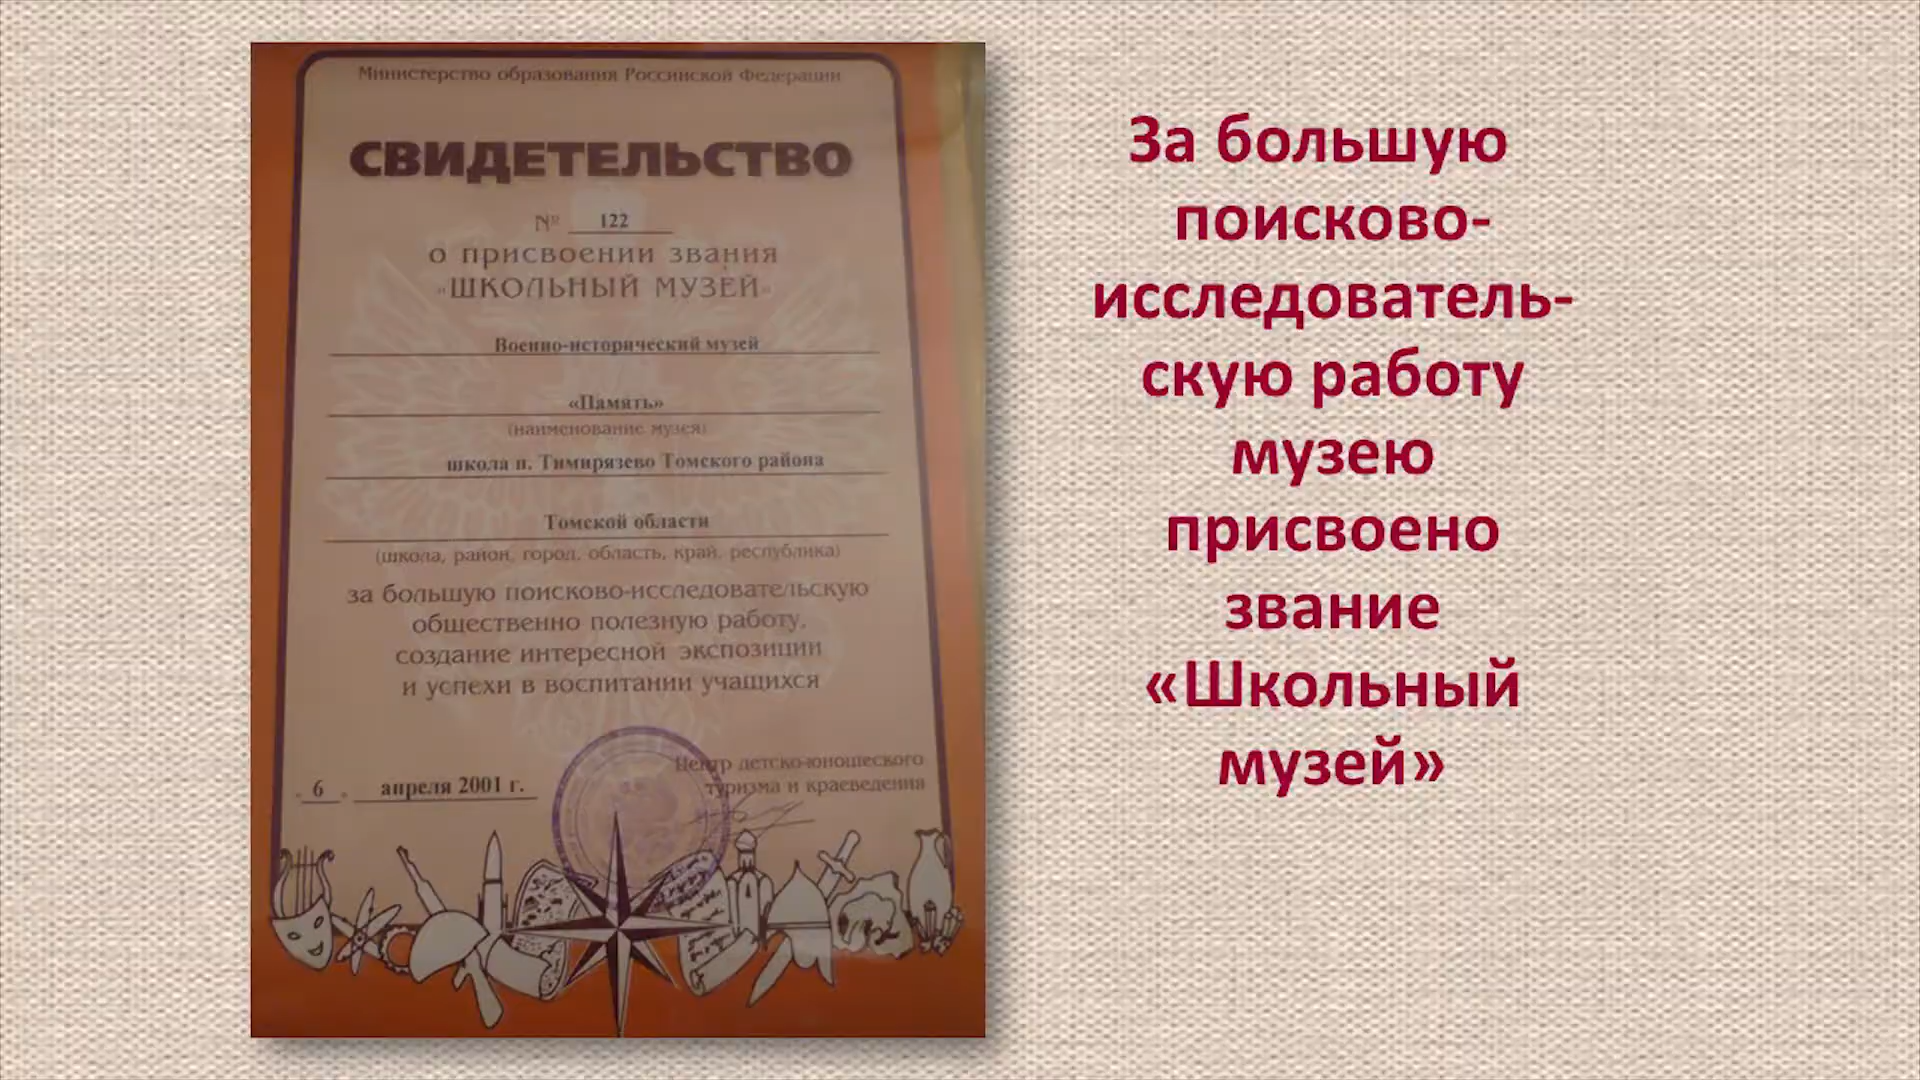 Министерство образования Российской Федерации
СВИДЕТЕЛЬСТВО
№ 122
о присвоении звания
«ШКОЛЬНЫЙ МУЗЕЙ»
Военно-исторический музей
«Память»
(наименование музея)
школа п. Тимирязево Томского района
Томской области
(школа, район, город, область, край, республика)
за большую поисково-исследовательскую
общественно полезную работу,
создание интересной экспозиции
и успехи в воспитании учащихся
Центр детско-юношеского
туризма и краеведения
" 6 " апреля 2001 г.
За большую
поисково-
исследователь-
скую работу
музею
присвоено
звание
«Школьный
музей»